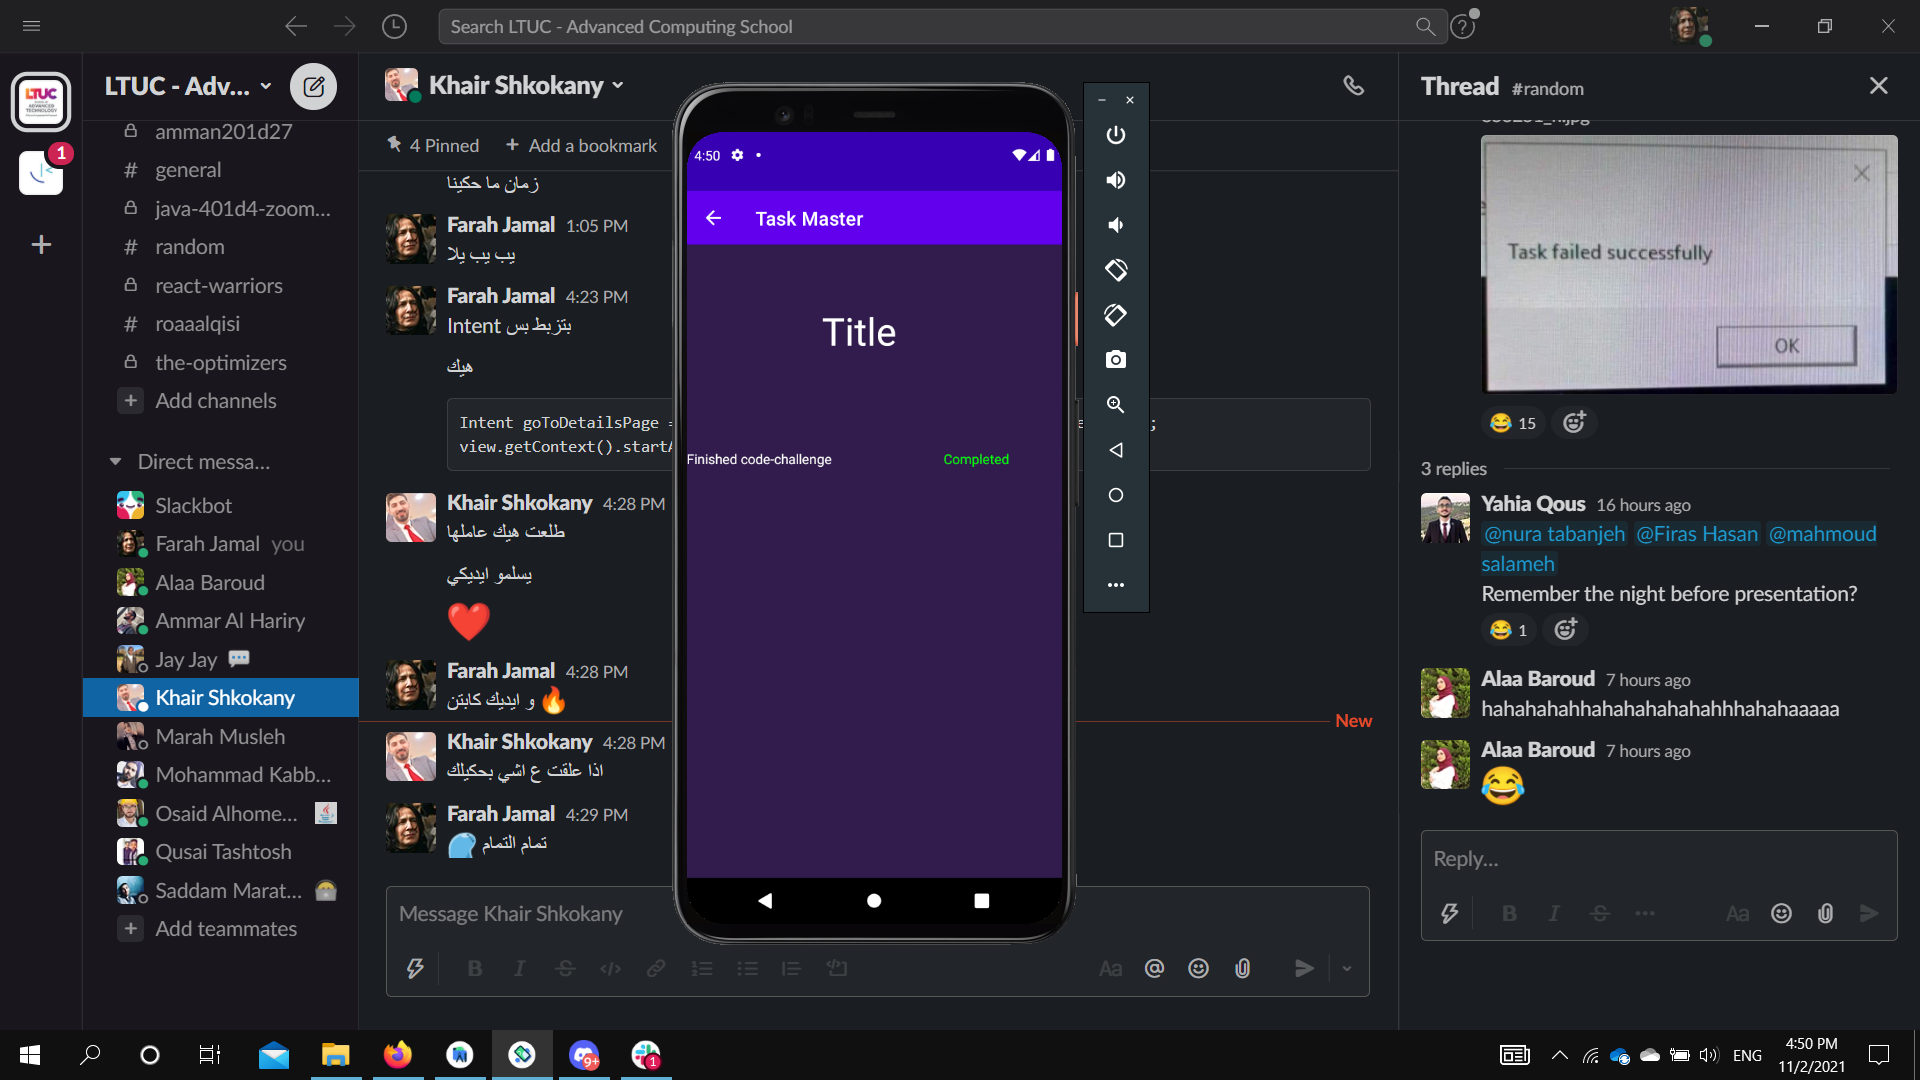 Search LTUC - Advanced Computing School
LTUC - Adv...
amman201d27
general
java-401d4-zoom...
random
react-warriors
roaaalqisi
the-optimizers
Add channels
Direct messa...
Slackbot
Farah Jamal you
Alaa Baroud
Ammar Al Hariry
Jay Jay
Khair Shkokany
Marah Musleh
Mohammad Kabb...
Osaid Alhome...
Qusai Tashtosh
Saddam Marat...
Add teammates
LTUC
1
Khair Shkokany
4 Pinned
Add a bookmark
زمان ما حكينا
Farah Jamal 1:05 PM
يب يب يلا
Farah Jamal 4:23 PM
بتزبط بس Intent
هيك
Intent goToDetailsPage =
view.getContext().startA
Khair Shkokany 4:28 PM
طلعت هيك عاملها
يسلمو ايديكي
Farah Jamal 4:28 PM
و ايديك كابتن
New
Khair Shkokany 4:28 PM
اذا علقت ع اشي بحكيلك
Farah Jamal 4:29 PM
تمام التمام
Message Khair Shkokany
4:50
Task Master
Title
Finished code-challenge
Completed
Thread #random
Task failed successfully
OK
15
3 replies
Yahia Qous 16 hours ago
@nura tabanjeh @Firas Hasan @mahmoud
salameh
Remember the night before presentation?
1
Alaa Baroud 7 hours ago
hahahahahhahahahahahahhhahahaaaaa
Alaa Baroud 7 hours ago
Reply...
9+
1
ENG
4:50 PM
11/2/2021